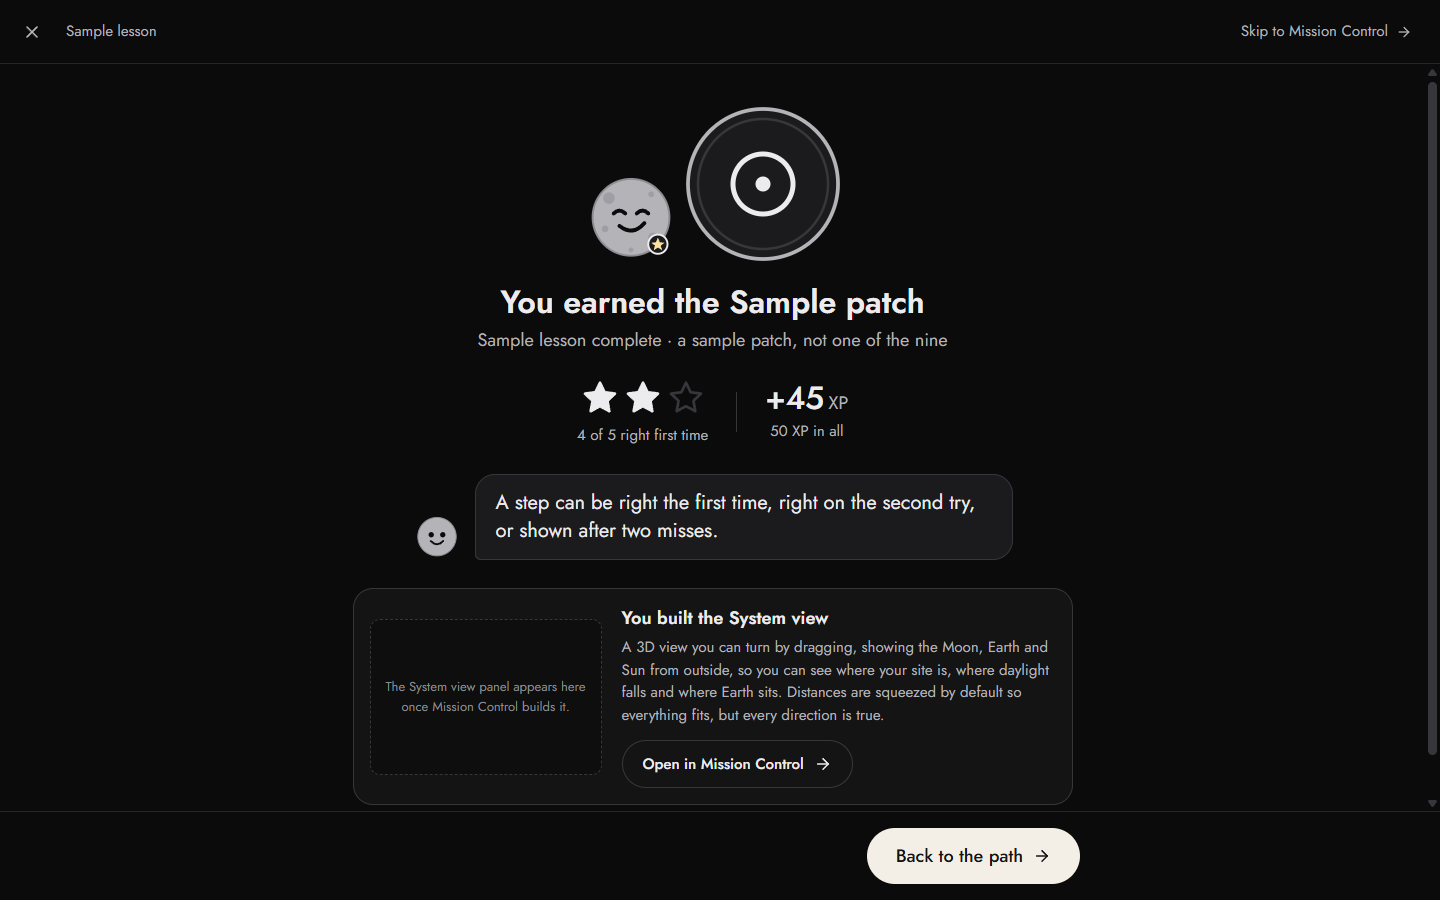 Sample lesson
Skip to Mission Control
You earned the Sample patch
Sample lesson complete · a sample patch, not one of the nine
4 of 5 right first time
+45 XP
50 XP in all
A step can be right the first time, right on the second try,
or shown after two misses.
The System view panel appears here
once Mission Control builds it.
You built the System view
A 3D view you can turn by dragging, showing the Moon, Earth and
Sun from outside, so you can see where your site is, where daylight
falls and where Earth sits. Distances are squeezed by default so
everything fits, but every direction is true.
Open in Mission Control
Back to the path